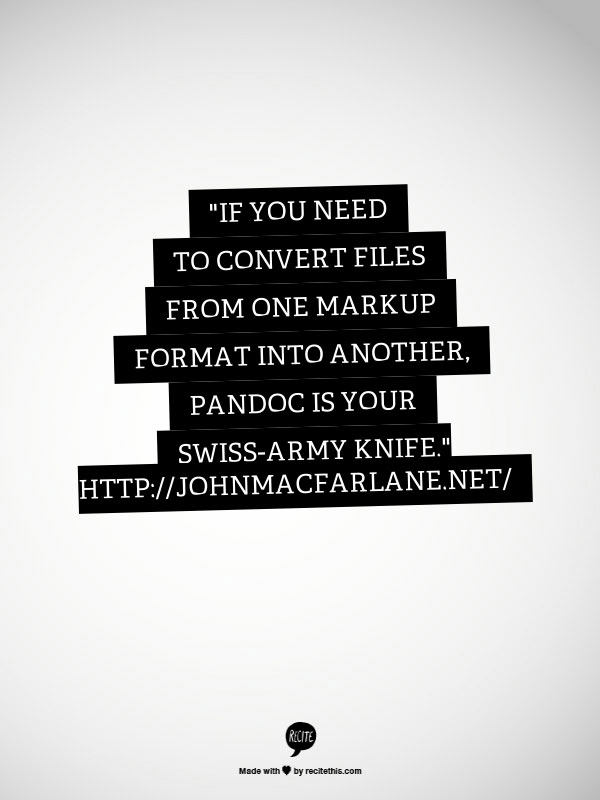 "IF YOU NEED
TO CONVERT FILES
FROM ONE MARKUP
FORMAT INTO ANOTHER,
PANDOC IS YOUR
SWISS-ARMY KNIFE."
HTTP://JOHNMACFARLANE.NET/
RECITE
Made with ♥ by recitethis.com